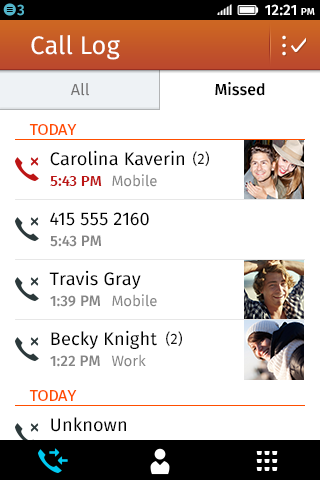 3 12:21 PM
Call Log
All Missed
TODAY
Carolina Kaverin (2)
5:43 PM Mobile
415 555 2160
5:43 PM
Travis Gray
1:39 PM Mobile
Becky Knight (2)
1:22 PM Work
TODAY
Unknown